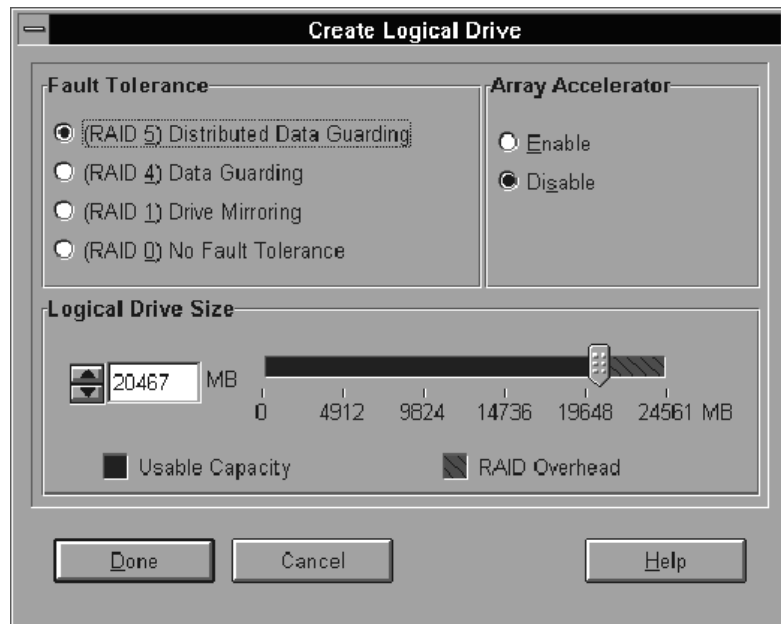 Create Logical Drive
Fault Tolerance
(RAID 5) Distributed Data Guarding
(RAID 4) Data Guarding
(RAID 1) Drive Mirroring
(RAID 0) No Fault Tolerance
Array Accelerator
Enable
Disable
Logical Drive Size
20467 MB
0 4912 9824 14736 19648 24561 MB
Usable Capacity RAID Overhead
Done Cancel Help